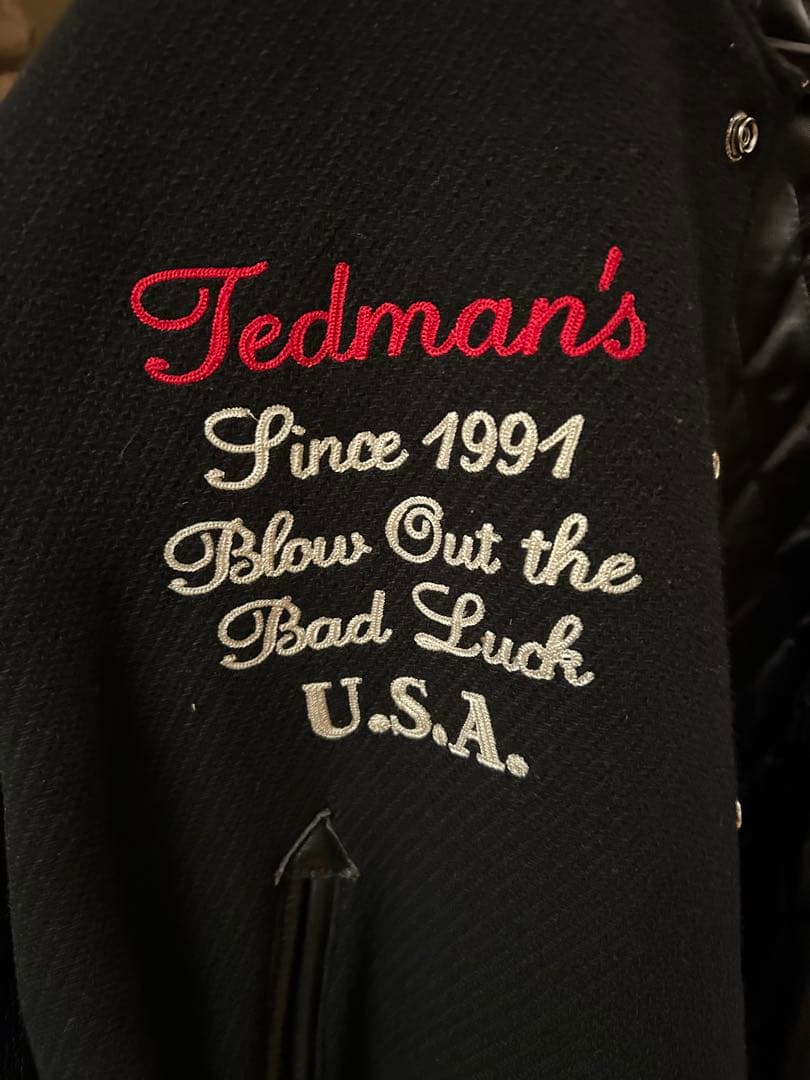 Tedman's
Since 1991
Blow Out the
Bad Luck
U.S.A.